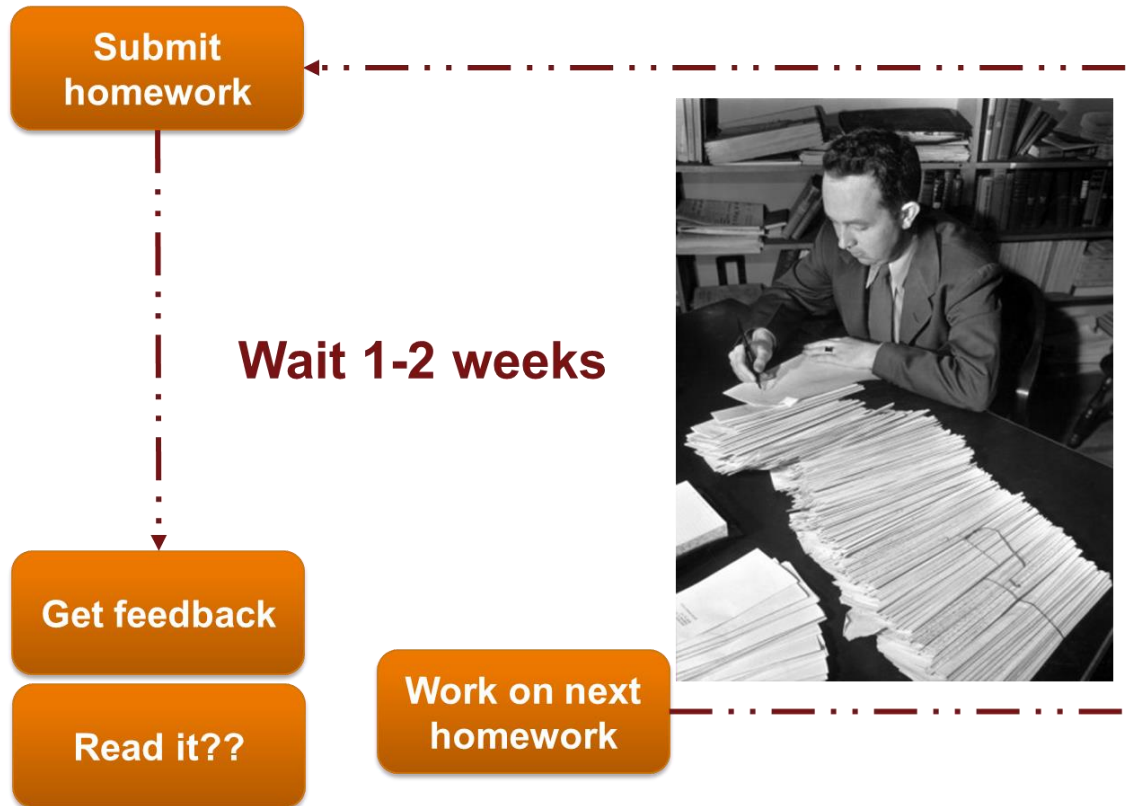 Submit
homework
Wait 1-2 weeks
Get feedback
Read it??
Work on next
homework